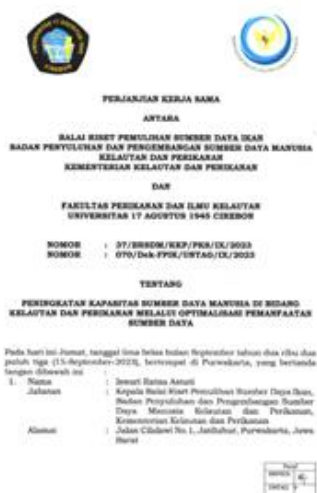 PERJANJIAN KERJA SAMA
ANTARA
BALAI RISET PEMULIHAN SUMBER DAYA IKAN
BADAN PENYULUHAN DAN PENGEMBANGAN SUMBER DAYA MANUSIA
KELAUTAN DAN PERIKANAN
KEMENTERIAN KELAUTAN DAN PERIKANAN
DAN
FAKULTAS PERIKANAN DAN ILMU KELAUTAN
UNIVERSITAS 17 AGUSTUS 1945 CIREBON
NOMOR : 37/BRSDM/KKP/PKS/IX/2023
NOMOR : 070/Dek-FPIK/UNTAG/IX/2023
TENTANG
PENINGKATAN KAPASITAS SUMBER DAYA MANUSIA DI BIDANG
KELAUTAN DAN PERIKANAN MELALUI OPTIMALISASI PEMANFAATAN
SUMBER DAYA
Pada hari ini Jumat, tanggal lima belas bulan September tahun dua ribu dua
puluh tiga (15-September-2023), bertempat di Purwakarta, yang bertanda
tangan dibawah ini :
1. Nama : Astuti
Jabatan : Kepala Balai Riset Pemulihan Sumber Daya Ikan,
Badan Penyuluhan dan Pengembangan Sumber
Daya Manusia Kelautan dan Perikanan,
Kementerian Kelautan dan Perikanan
Alamat : Jalan Cilalawi No.1, Jatiluhur, Purwakarta, Jawa
Barat
Paraf